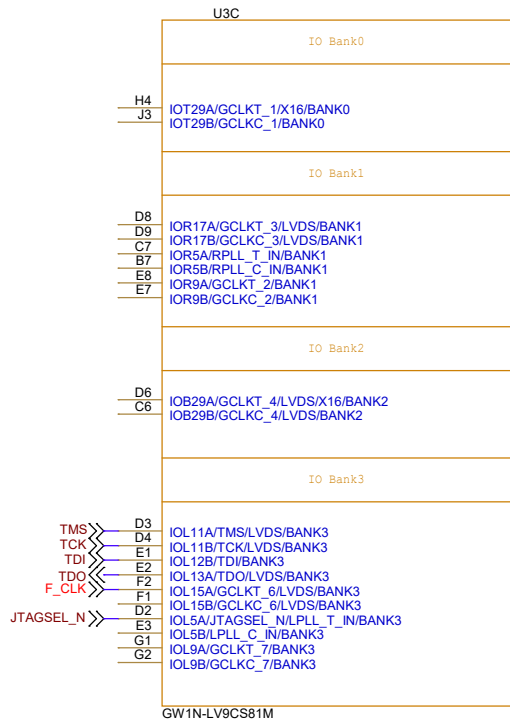 U3C
IO Bank0
H4 IOT29A/GCLKT_1/X16/BANK0
J3 IOT29B/GCLKC_1/BANK0
IO Bank1
D8 IOR17A/GCLKT_3/LVDS/BANK1
D9 IOR17B/GCLKC_3/LVDS/BANK1
C7 IOR5A/RPLL_T_IN/BANK1
B7 IOR5B/RPLL_C_IN/BANK1
E8 IOR9A/GCLKT_2/BANK1
E7 IOR9B/GCLKC_2/BANK1
IO Bank2
D6 IOB29A/GCLKT_4/LVDS/X16/BANK2
C6 IOB29B/GCLKC_4/LVDS/BANK2
IO Bank3
TMS D3 IOL11A/TMS/LVDS/BANK3
TCK D4 IOL11B/TCK/LVDS/BANK3
TDI E1 IOL12B/TDI/BANK3
TDO E2 IOL13A/TDO/LVDS/BANK3
F_CLK F2 IOL15A/GCLKT_6/LVDS/BANK3
F1 IOL15B/GCLKC_6/LVDS/BANK3
JTAGSEL_N D2 IOL5A/JTAGSEL_N/LPLL_T_IN/BANK3
E3 IOL5B/LPLL_C_IN/BANK3
G1 IOL9A/GCLKT_7/BANK3
G2 IOL9B/GCLKC_7/BANK3
GW1N-LV9CS81M